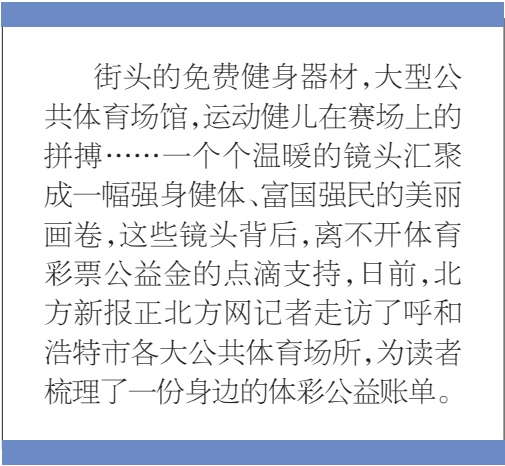 街头的免费健身器材,大型公
共体育场馆,运动健儿在赛场上的
拼搏……一个个温暖的镜头汇聚
成一幅强身健体、富国强民的美丽
画卷,这些镜头背后,离不开体育
彩票公益金的点滴支持,日前,北
方新报正北方网记者走访了呼和
浩特市各大公共体育场所,为读者
梳理了一份身边的体彩公益账单。